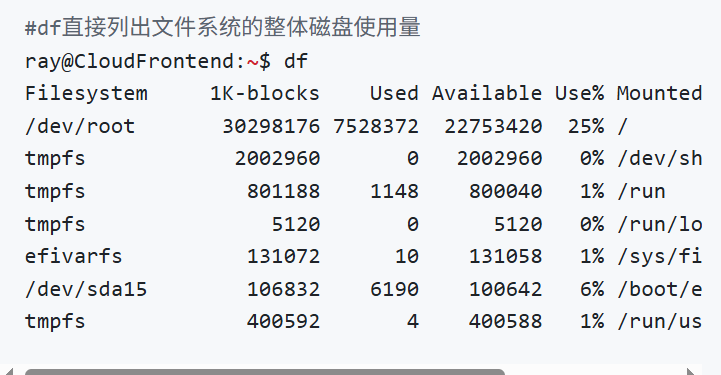 #df直接列出文件系统的整体磁盘使用量
ray@CloudFrontend:~$ df
Filesystem     1K-blocks    Used Available Use% Mounted
/dev/root       30298176 7528372  22753420  25% /
tmpfs            2002960       0   2002960   0% /dev/sh
tmpfs             801188    1148    800040   1% /run
tmpfs               5120       0      5120   0% /run/lo
efivarfs          131072      10    131058   1% /sys/fi
/dev/sda15        106832    6190    100642   6% /boot/e
tmpfs             400592       4    400588   1% /run/us